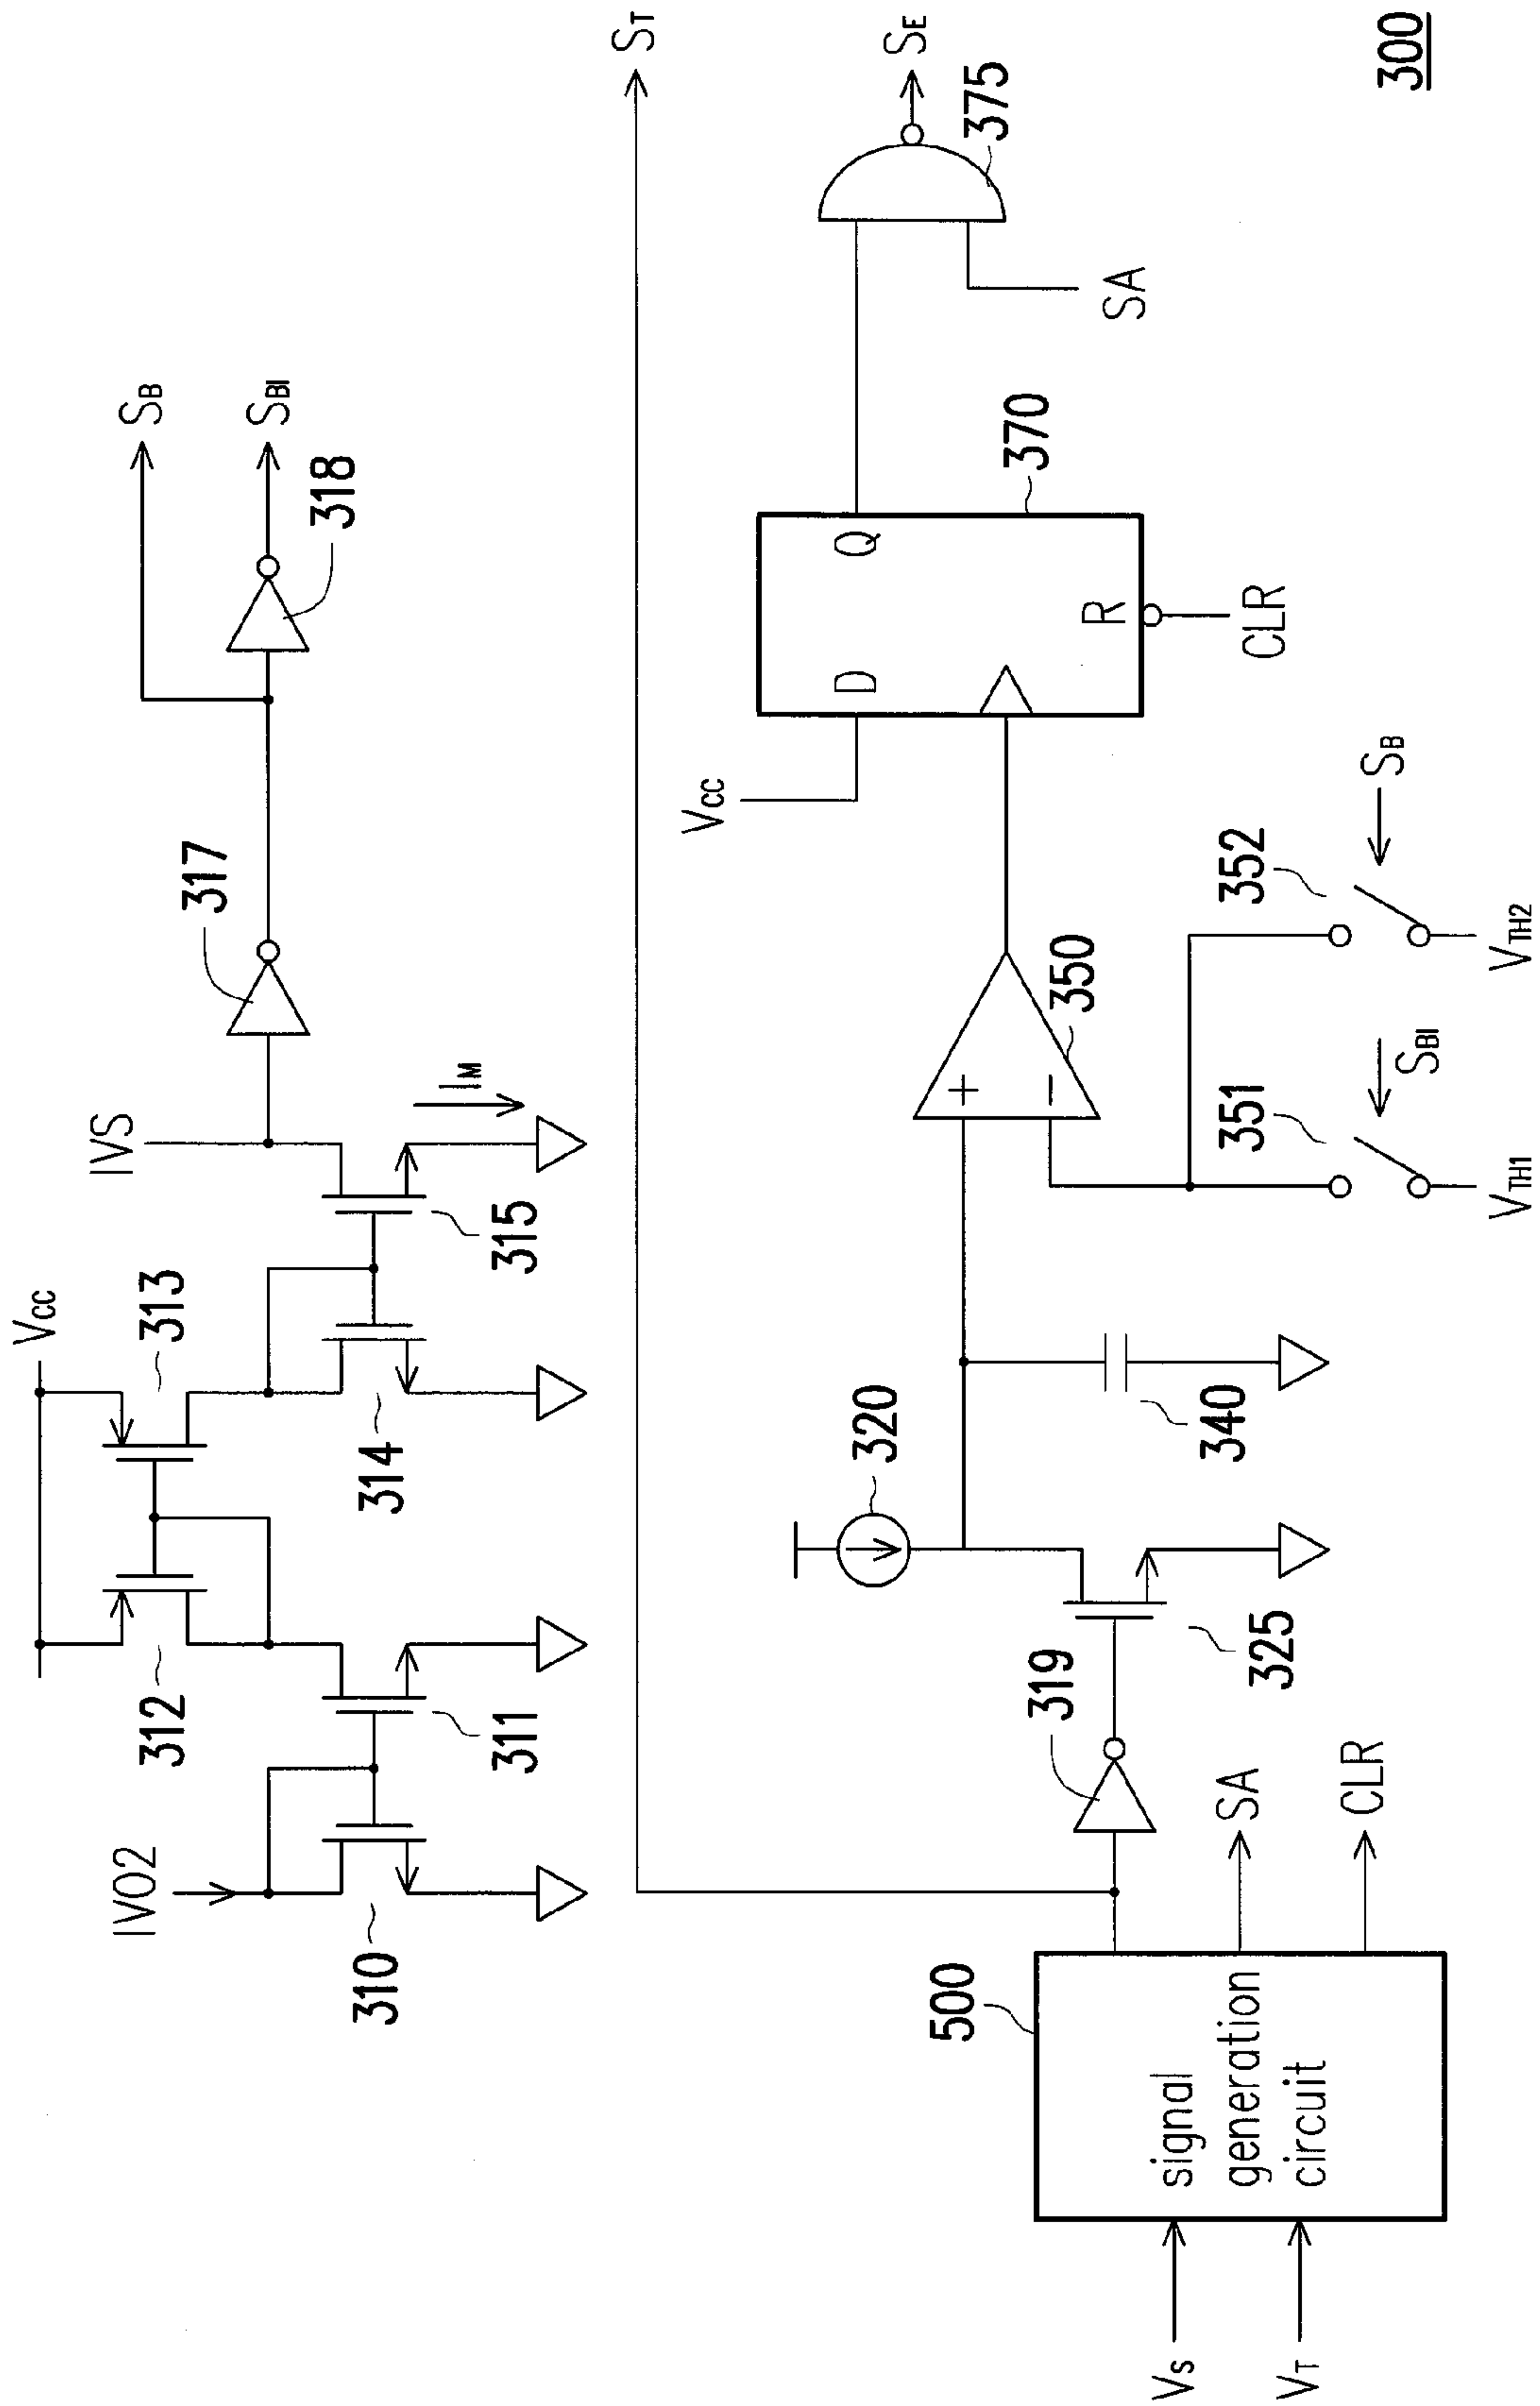 VCC
IVO2
312
313
IVS
317
SB
SBI
318
310
311
314
315
IM
ST
500
signal
generation
circuit
VS
VT
SA
CLR
319
325
320
340
350
351
SBI
VTH1
352
SB
VTH2
VCC
D
Q
R
370
CLR
SA
375
SE
300